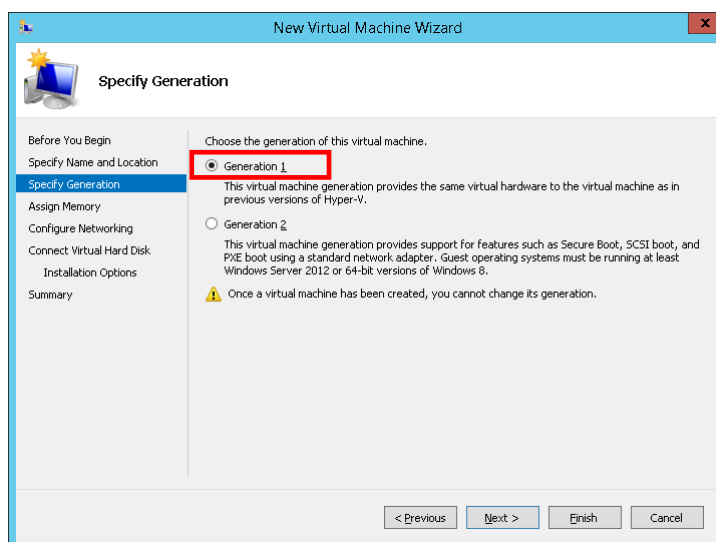 New Virtual Machine Wizard
x
Specify Generation
Before You Begin
Specify Name and Location
Specify Generation
Assign Memory
Configure Networking
Connect Virtual Hard Disk
Installation Options
Summary
Choose the generation of this virtual machine.
Generation 1
This virtual machine generation provides the same virtual hardware to the virtual machine as in
previous versions of Hyper-V.
Generation 2
This virtual machine generation provides support for features such as Secure Boot, SCSI boot, and
PXE boot using a standard network adapter. Guest operating systems must be running at least
Windows Server 2012 or 64-bit versions of Windows 8.
Once a virtual machine has been created, you cannot change its generation.
< Previous
Next >
Finish
Cancel